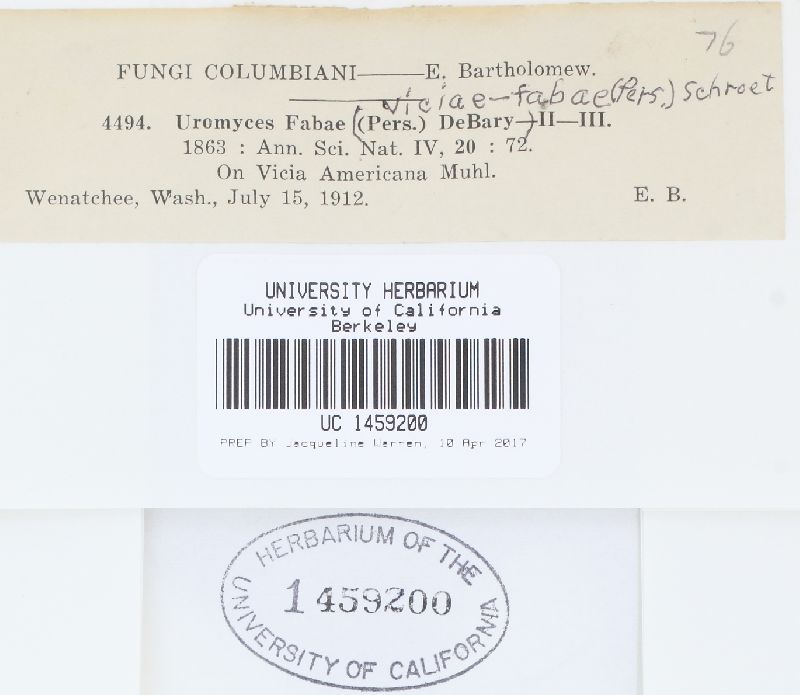 76
FUNGI COLUMBIANI——E. Bartholomew.
viciae-fabae (Pers.) Schroet
4494. Uromyces Fabae (Pers.) DeBary—II—III.
1863 : Ann. Sci. Nat. IV, 20 : 72.
On Vicia Americana Muhl.
Wenatchee, Wash., July 15, 1912. E. B.
UNIVERSITY HERBARIUM
University of California
Berkeley
UC 1459200
PREP BY Jacqueline Warren, 10 Apr 2017
HERBARIUM OF THE
1459200
UNIVERSITY OF CALIFORNIA